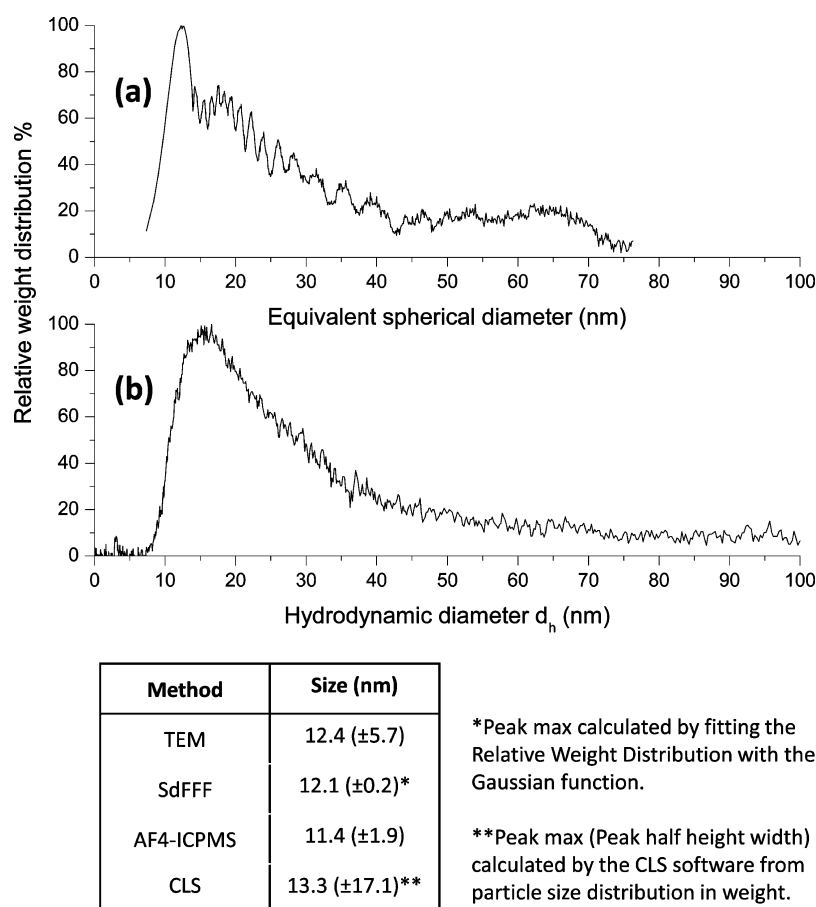 Relative weight distribution %
100
80
60
40
20
0
(a)
0 10 20 30 40 50 60 70 80 90 100
Equivalent spherical diameter (nm)
100
80
60
40
20
0
(b)
0 10 20 30 40 50 60 70 80 90 100
Hydrodynamic diameter dh (nm)
Method Size (nm)
TEM 12.4 (±5.7)
SdFFF 12.1 (±0.2)*
AF4-ICPMS 11.4 (±1.9)
CLS 13.3 (±17.1)**
*Peak max calculated by fitting the
Relative Weight Distribution with the
Gaussian function.
**Peak max (Peak half height width)
calculated by the CLS software from
particle size distribution in weight.